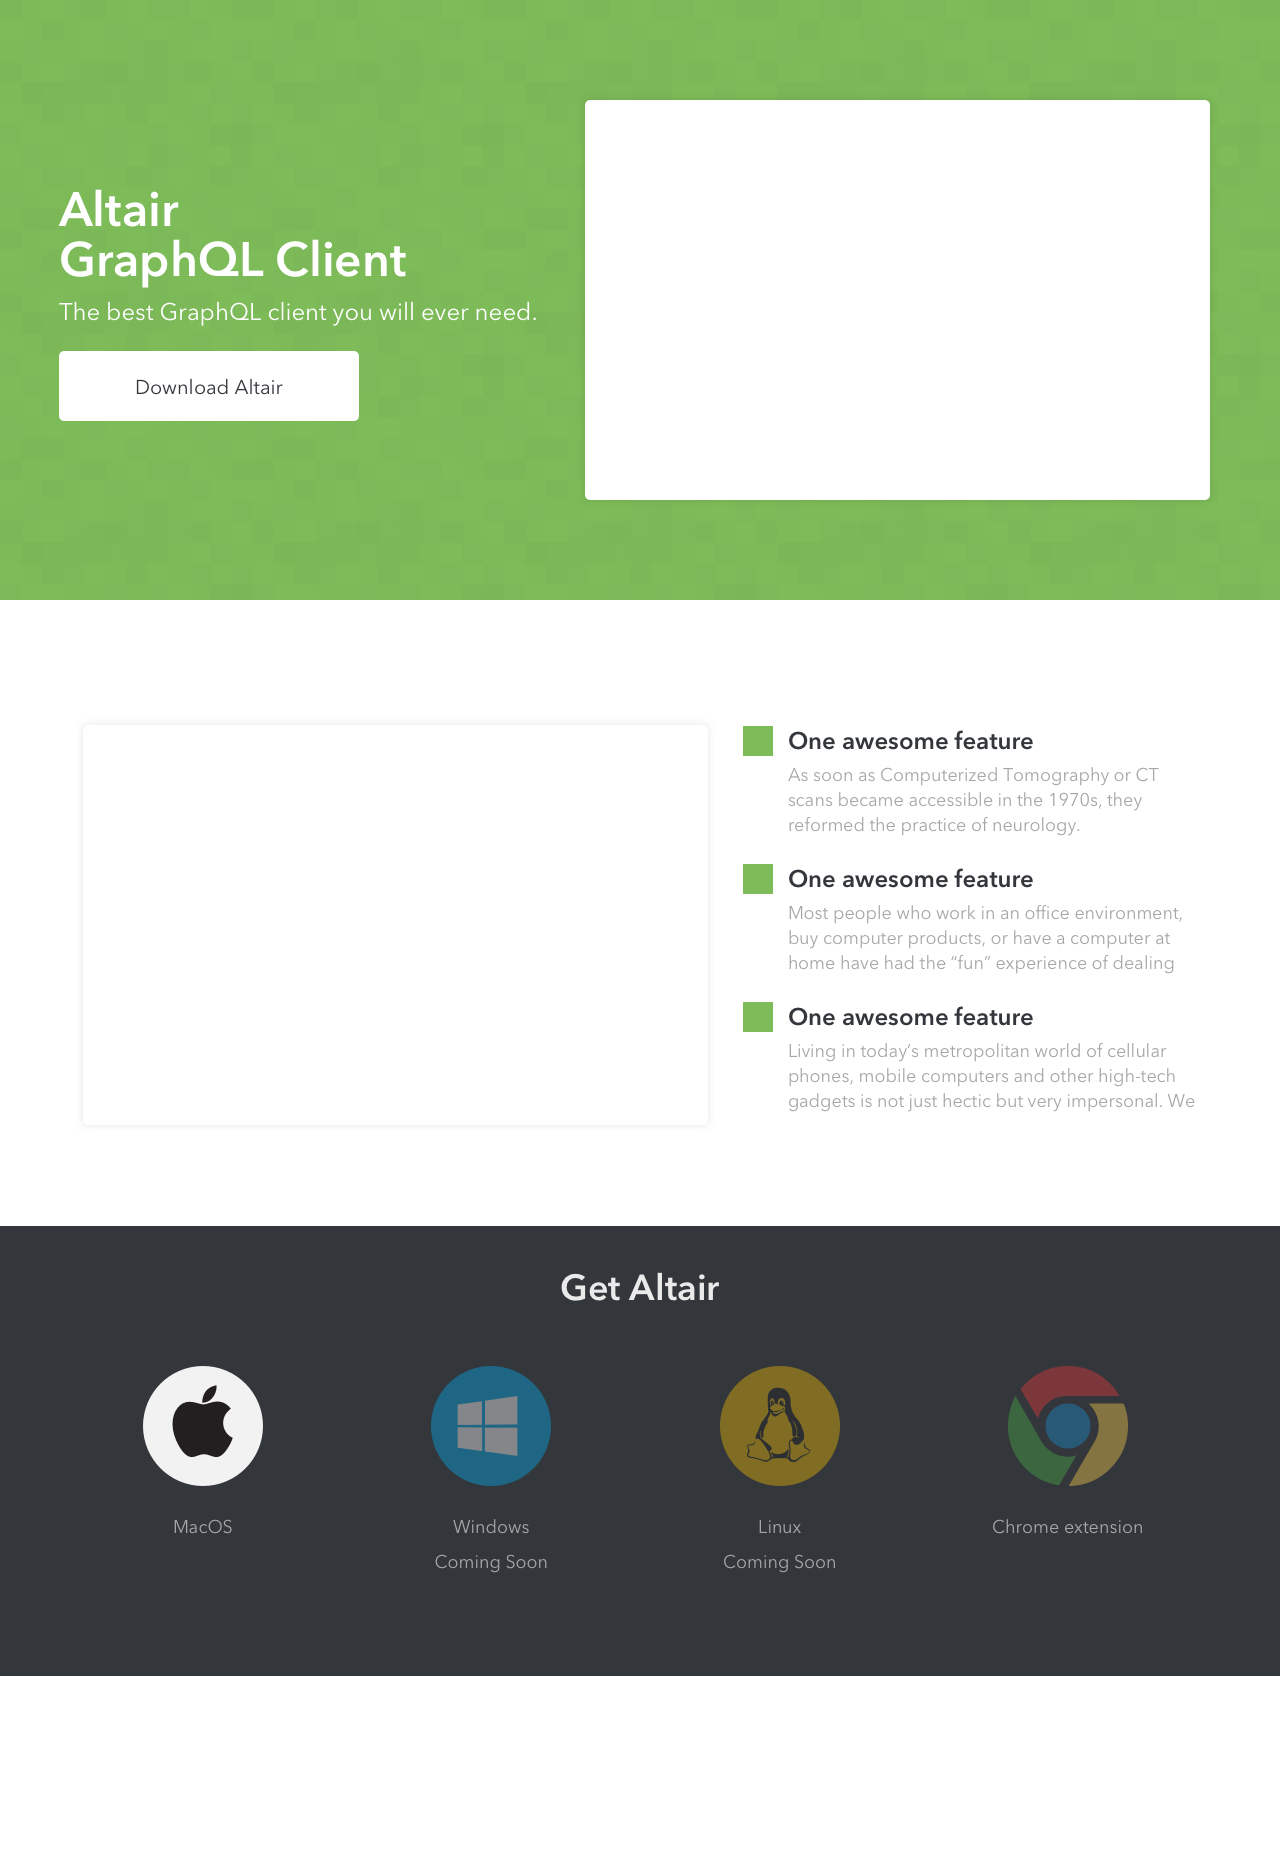 Altair
GraphQL Client
The best GraphQL client you will ever need.
Download Altair
One awesome feature
As soon as Computerized Tomography or CT
scans became accessible in the 1970s, they
reformed the practice of neurology.
One awesome feature
Most people who work in an office environment,
buy computer products, or have a computer at
home have had the “fun” experience of dealing
One awesome feature
Living in today’s metropolitan world of cellular
phones, mobile computers and other high-tech
gadgets is not just hectic but very impersonal. We
Get Altair
MacOS
Windows
Coming Soon
Linux
Coming Soon
Chrome extension